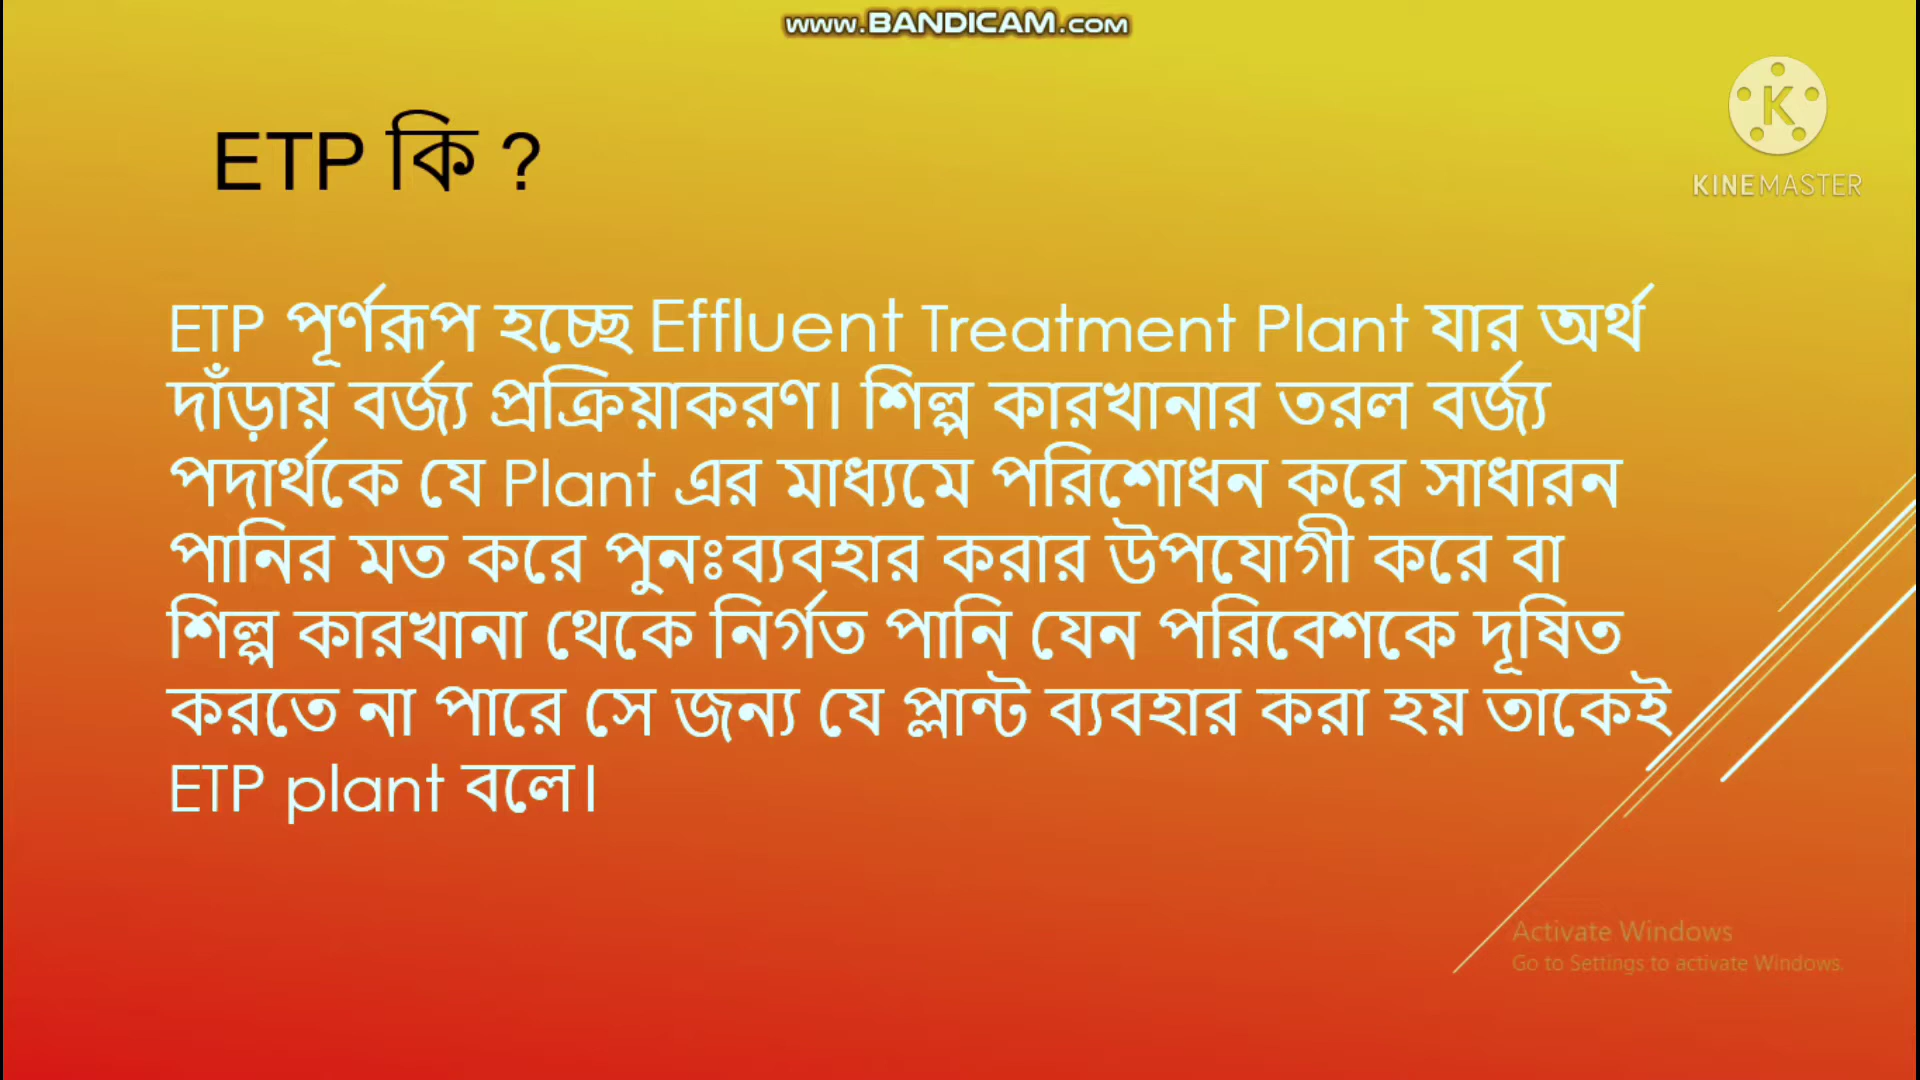 www.BANDICAM.com
K
KINEMASTER
ETP কি ?
ETP পূর্ণরূপ হচ্ছে Effluent Treatment Plant যার অর্থ
দাঁড়ায় বর্জ্য প্রক্রিয়াকরণ। শিল্প কারখানার তরল বর্জ্য
পদার্থকে যে Plant এর মাধ্যমে পরিশোধন করে সাধারন
পানির মত করে পুনঃব্যবহার করার উপযোগী করে বা
শিল্প কারখানা থেকে নির্গত পানি যেন পরিবেশকে দূষিত
করতে না পারে সে জন্য যে প্লান্ট ব্যবহার করা হয় তাকেই
ETP plant বলে।
Activate Windows
Go to Settings to activate Windows.